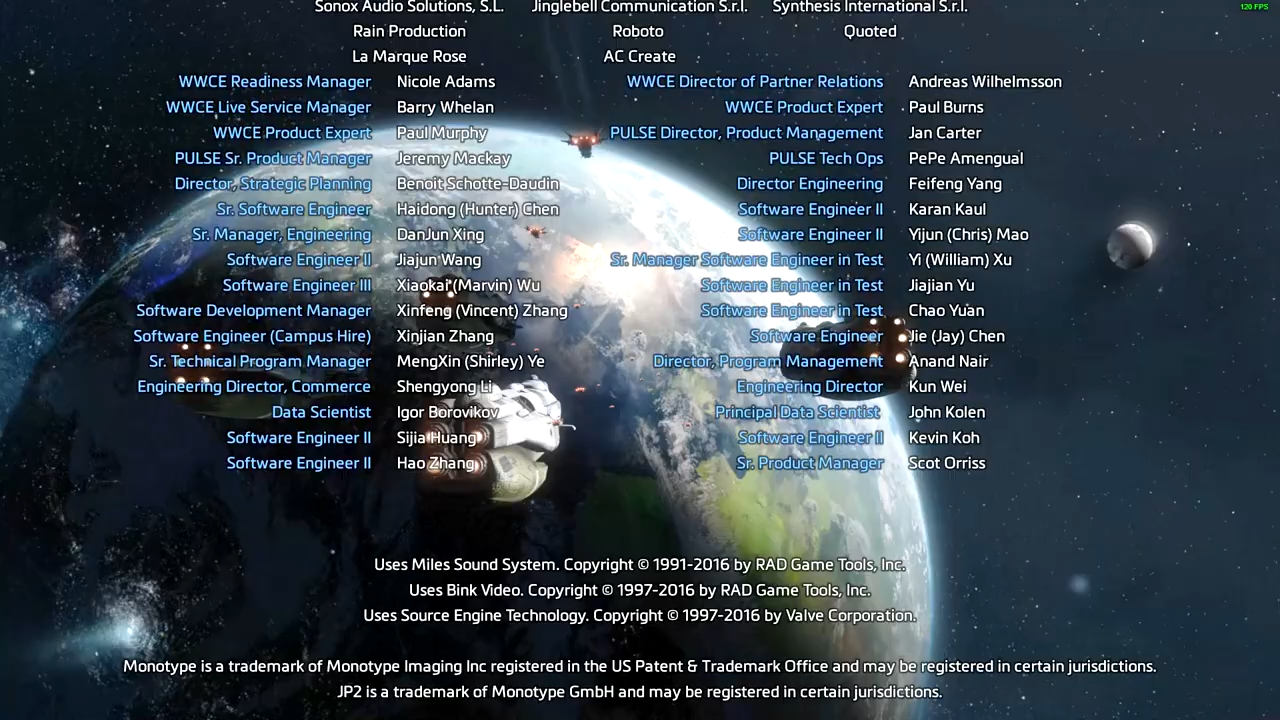 120 FPS
Sonox Audio Solutions, S.L. Jinglebell Communication S.r.l. Synthesis International S.r.l.
Rain Production Roboto Quoted
La Marque Rose AC Create
WWCE Readiness Manager Nicole Adams WWCE Director of Partner Relations Andreas Wilhelmsson
WWCE Live Service Manager Barry Whelan WWCE Product Expert Paul Burns
WWCE Product Expert Paul Murphy PULSE Director, Product Management Jan Carter
PULSE Sr. Product Manager Jeremy Mackay PULSE Tech Ops PePe Amengual
Director, Strategic Planning Benoit Schotte-Daudin Director Engineering Feifeng Yang
Sr. Software Engineer Haidong (Hunter) Chen Software Engineer II Karan Kaul
Sr. Manager, Engineering DanJun Xing Software Engineer II Yijun (Chris) Mao
Software Engineer II Jiajun Wang Sr. Manager Software Engineer in Test Yi (William) Xu
Software Engineer III Xiaokai (Marvin) Wu Software Engineer in Test Jiajian Yu
Software Development Manager Xinfeng (Vincent) Zhang Software Engineer in Test Chao Yuan
Software Engineer (Campus Hire) Xinjian Zhang Software Engineer Jie (Jay) Chen
Sr. Technical Program Manager MengXin (Shirley) Ye Director, Program Management Anand Nair
Engineering Director, Commerce Shengyong Li Engineering Director Kun Wei
Data Scientist Igor Borovikov Principal Data Scientist John Kolen
Software Engineer II Sijia Huang Software Engineer II Kevin Koh
Software Engineer II Hao Zhang Sr. Product Manager Scot Orriss
Uses Miles Sound System. Copyright © 1991-2016 by RAD Game Tools, Inc.
Uses Bink Video. Copyright © 1997-2016 by RAD Game Tools, Inc.
Uses Source Engine Technology. Copyright © 1997-2016 by Valve Corporation.
Monotype is a trademark of Monotype Imaging Inc registered in the US Patent & Trademark Office and may be registered in certain jurisdictions.
JP2 is a trademark of Monotype GmbH and may be registered in certain jurisdictions.